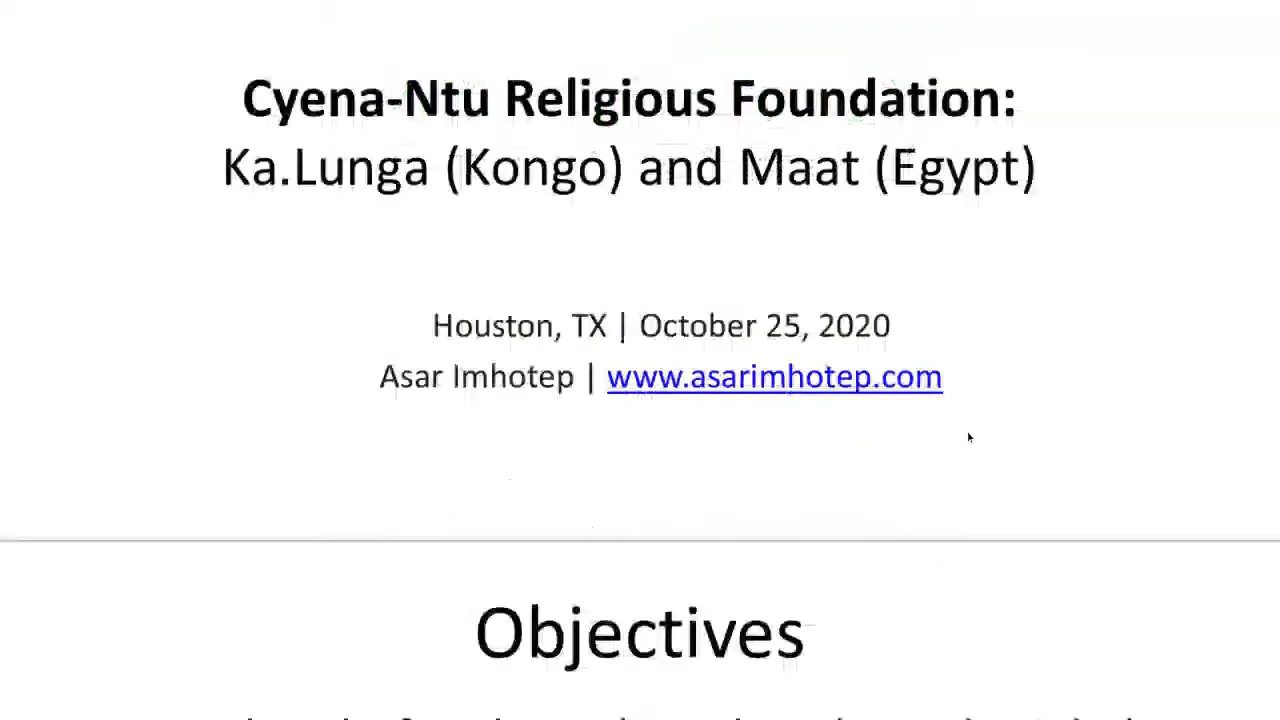 Cyena-Ntu Religious Foundation:
Ka.Lunga (Kongo) and Maat (Egypt)
Houston, TX | October 25, 2020
Asar Imhotep | www.asarimhotep.com
Objectives